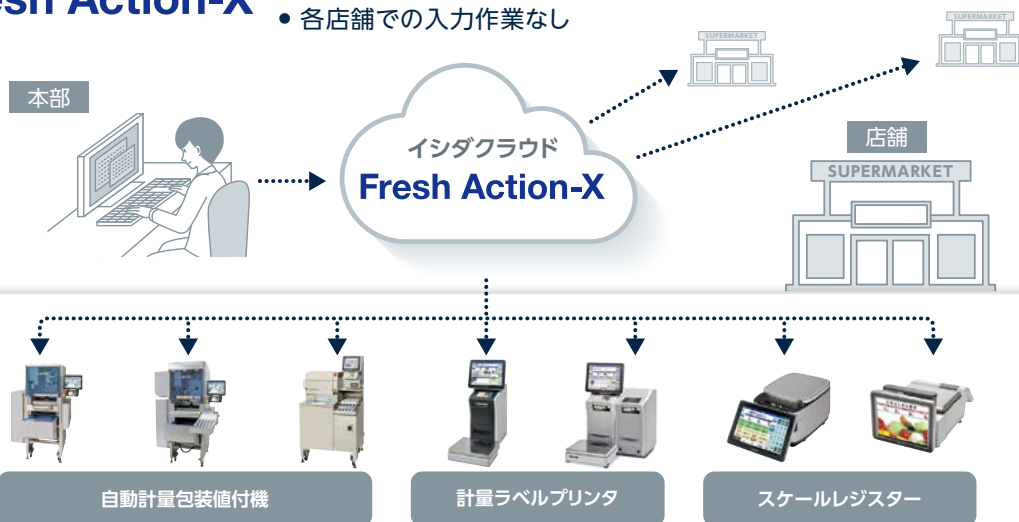 esh Action-X
• 各店舗での入力作業なし
SUPERMARKET
SUPERMARKET
本部
イシダクラウド
Fresh Action-X
店舗
SUPERMARKET
自動計量包装値付機
計量ラベルプリンタ
スケールレジスター